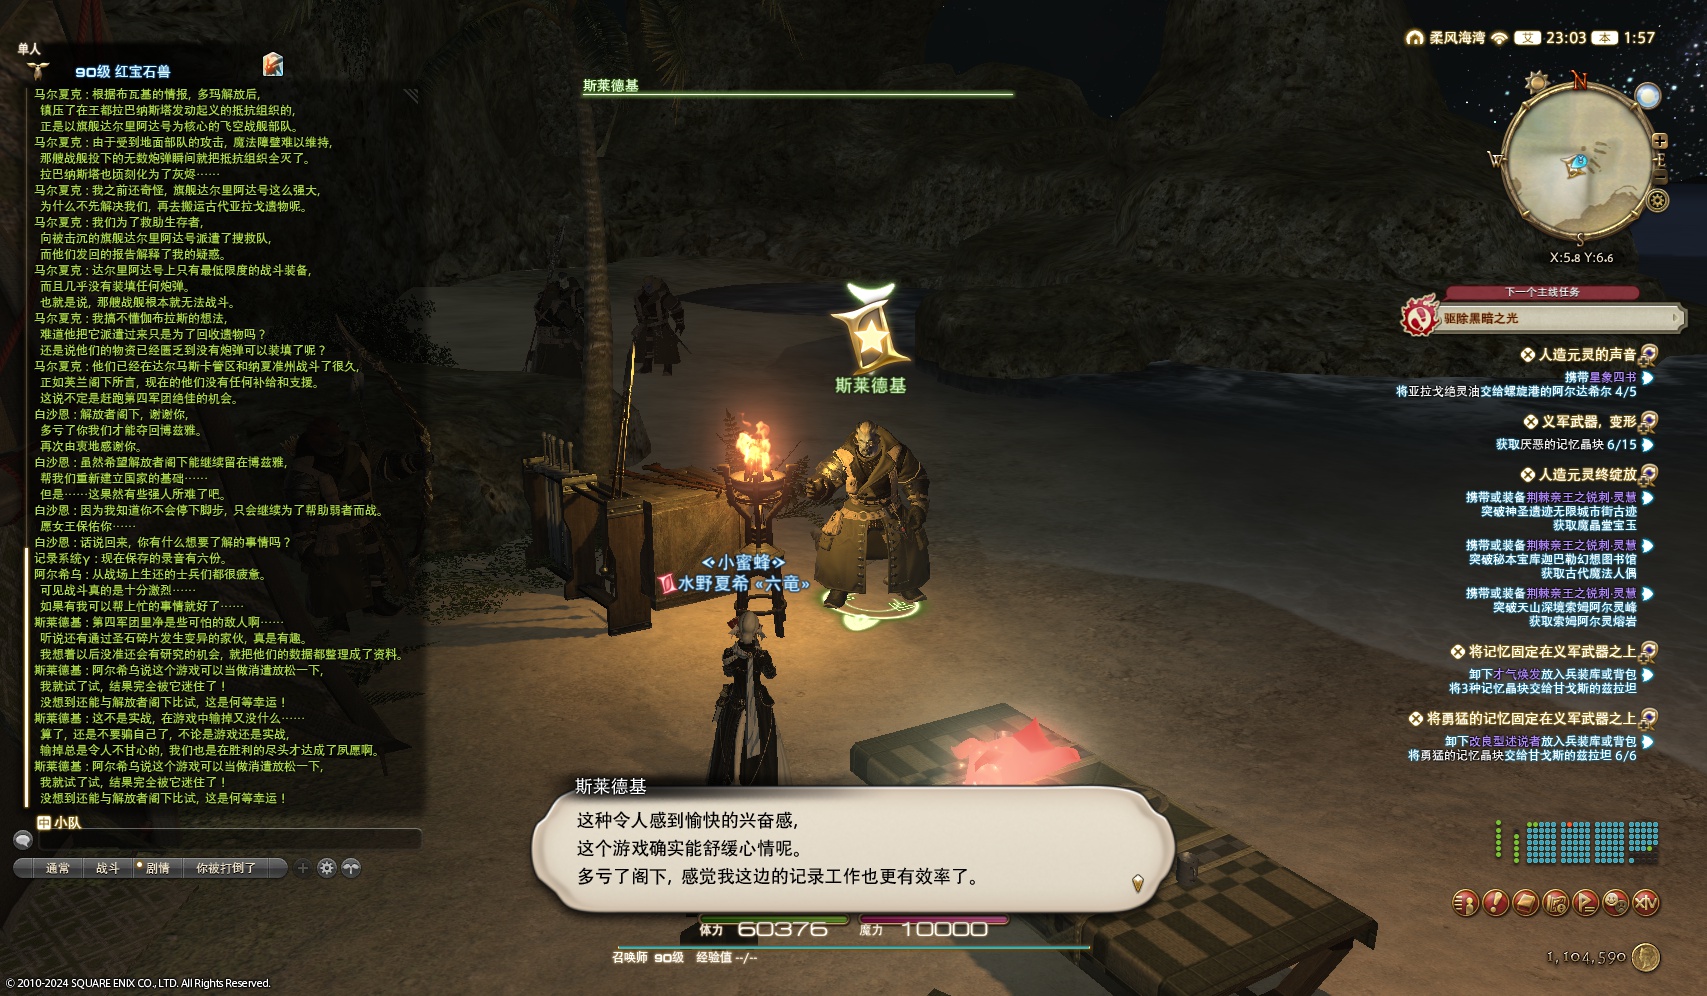 单人
90级 红宝石兽
马尔夏克：根据布瓦基的情报，多玛解放后，
镇压了在王都拉巴纳斯塔发动起义的抵抗组织的，
正是以旗舰达尔里阿达号为核心的飞空战舰部队。
马尔夏克：由于受到地面部队的攻击，魔法障壁难以维持，
那艘战舰投下的无数炮弹瞬间就把抵抗组织全灭了。
拉巴纳斯塔也顷刻化为了灰烬……
马尔夏克：我之前还奇怪，旗舰达尔里阿达号这么强大，
为什么不先解决我们，再去搬运古代亚拉戈遗物呢。
马尔夏克：我们为了救助生存者，
向被击沉的旗舰达尔里阿达号派遣了搜救队，
而他们发回的报告解释了我的疑惑。
马尔夏克：达尔里阿达号上只有最低限度的战斗装备，
而且几乎没有装填任何炮弹。
也就是说，那艘战舰根本就无法战斗。
马尔夏克：我搞不懂伽布拉斯的想法，
难道他把它派遣过来只是为了回收遗物吗？
还是说他们的物资已经匮乏到没有炮弹可以装填了呢？
马尔夏克：他们已经在达尔马斯卡管区和纳夏准州战斗了很久，
正如芙兰阁下所言，现在的他们没有任何补给和支援。
这说不定是赶跑第四军团绝佳的机会。
白沙恩：解放者阁下，谢谢你，
多亏了你我们才能夺回博兹雅。
再次由衷地感谢你。
白沙恩：虽然希望解放者阁下能继续留在博兹雅，
帮我们重新建立国家的基础……
但是……这果然有些强人所难了吧。
白沙恩：因为我知道你不会停下脚步，只会继续为了帮助弱者而战。
愿女王保佑你……
白沙恩：话说回来，你有什么想要了解的事情吗？
记录系统γ：现在保存的录音有六份。
阿尔希乌：从战场上生还的士兵们都很疲惫。
可见战斗真的是十分激烈……
如果有我可以帮上忙的事情就好了……
斯莱德基：第四军团里净是些可怕的敌人啊……
听说还有通过圣石碎片发生变异的家伙，真是有趣。
我想着以后没准还会有研究的机会，就把他们的数据都整理成了资料。
斯莱德基：阿尔希乌说这个游戏可以当做消遣放松一下，
我就试了试，结果完全被它迷住了！
没想到还能与解放者阁下比试，这是何等幸运！
斯莱德基：这不是实战，在游戏中输掉又没什么……
算了，还是不要骗自己了，不论是游戏还是实战，
输掉总是令人不甘心的，我们也是在胜利的尽头才达成了夙愿啊。
斯莱德基：阿尔希乌说这个游戏可以当做消遣放松一下，
我就试了试，结果完全被它迷住了！
没想到还能与解放者阁下比试，这是何等幸运！
中 小队
通常 战斗 剧情 你被打倒了
斯莱德基
斯莱德基
小蜜蜂
水野夏希 «六竜»
斯莱德基
这种令人感到愉快的兴奋感，
这个游戏确实能舒缓心情呢。
多亏了阁下，感觉我这边的记录工作也更有效率了。
体力 60376 魔力 10000
召唤师 90级 经验值 --/--
柔风海湾 艾 23:03 本 1:57
N
W E
S
X:5.8 Y:6.6
下一个主线任务
驱除黑暗之光
人造元灵的声音
携带星象四书
将亚拉戈绝灵油交给螺旋港的阿尔达希尔 4/5
义军武器，变形
获取厌恶的记忆晶块 6/15
人造元灵终绽放
携带或装备荆棘亲王之锐刺·灵慧
突破神圣遗迹无限城市街古迹
获取魔晶堂宝玉
携带或装备荆棘亲王之锐刺·灵慧
突破秘本宝库迦巴勒幻想图书馆
获取古代魔法人偶
携带或装备荆棘亲王之锐刺·灵慧
突破天山深境索姆阿尔灵峰
获取索姆阿尔灵熔岩
将记忆固定在义军武器之上
卸下才气焕发放入兵装库或背包
将3种记忆晶块交给甘戈斯的兹拉坦
将勇猛的记忆固定在义军武器之上
卸下改良型述说者放入兵装库或背包
将勇猛的记忆晶块交给甘戈斯的兹拉坦 6/6
XIV
1,104,590
© 2010-2024 SQUARE ENIX CO., LTD. All Rights Reserved.